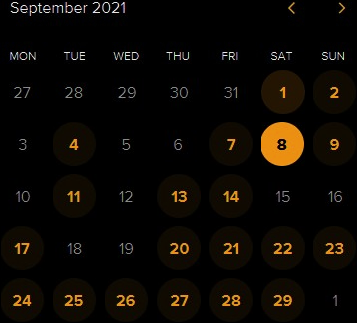 September 2021
MON TUE WED THU FRI SAT SUN
27 28 29 30 31 1 2
3 4 5 6 7 8 9
10 11 12 13 14 15 16
17 18 19 20 21 22 23
24 25 26 27 28 29 1